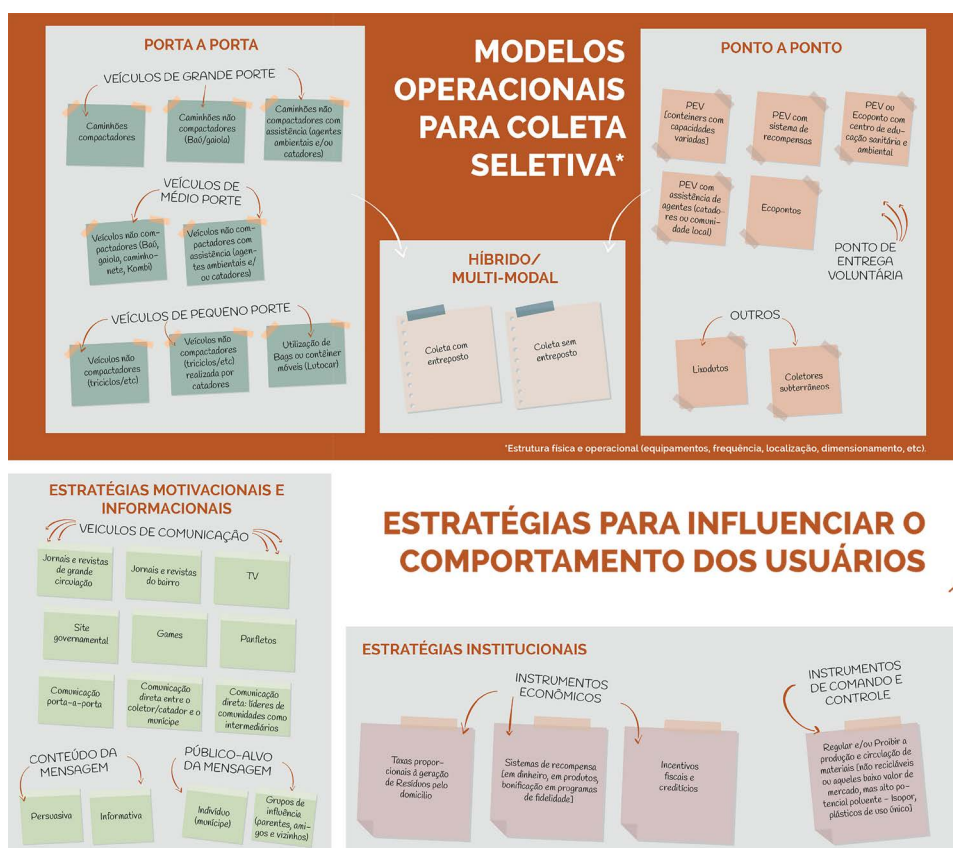 PORTA A PORTA
VEÍCULOS DE GRANDE PORTE
Caminhões
compactadores
Caminhões não
compactadores
(Baú/gaiola)
Caminhões não
compactadores com
assistência (agentes
ambientais e/ou
catadores)
VEÍCULOS DE
MÉDIO PORTE
Veículos não com-
pactadores (Baú,
gaiola, caminho-
nete, Kombi)
Veículos não com-
pactadores com
assistência (agen-
tes ambientais e/
ou catadores)
VEÍCULOS DE PEQUENO PORTE
Veículos não
compactadores
(triciclos/etc)
Veículos não
compactadores
(triciclos/etc)
realizada por
catadores
Utilização de
Bags ou contêiner
móveis (Lutocar)
MODELOS
OPERACIONAIS
PARA COLETA
SELETIVA*
HÍBRIDO/
MULTI-MODAL
Coleta com
entreposto
Coleta sem
entreposto
PONTO A PONTO
PEV
[conteiners com
capacidades
variadas]
PEV com
sistema de
recompensas
PEV ou
Ecoponto com
centro de edu-
cação sanitária e
ambiental
PEV com
assistência de
agentes (catado-
res ou comuni-
dade local)
Ecopontos
PONTO DE
ENTREGA
VOLUNTÁRIA
OUTROS
Lixodutos
Coletores
subterrâneos
*Estrutura física e operacional (equipamentos, frequência, localização, dimensionamento, etc).
ESTRATÉGIAS MOTIVACIONAIS E
INFORMACIONAIS
VEICULOS DE COMUNICAÇÃO
Jornais e revistas
de grande
circulação
Jornais e revistas
do bairro
TV
Site
governamental
Games
Panfletos
Comunicação
porta-a-porta
Comunicação
direta entre o
coletor/catador e o
munícipe
Comunicação
direta: líderes de
comunidades como
intermediários
CONTEÚDO DA
MENSAGEM
Persuasiva
Informativa
PÚBLICO-ALVO
DA MENSAGEM
Indivíduo
(munícipe)
Grupos de
influência
(parentes, ami-
gos e vizinhos)
ESTRATÉGIAS PARA INFLUENCIAR O
COMPORTAMENTO DOS USUÁRIOS
ESTRATÉGIAS INSTITUCIONAIS
INSTRUMENTOS
ECONÔMICOS
Taxas propor-
cionais à geração
de Resíduos pelo
domicílio
Sistemas de recompensa
[em dinheiro, em produtos,
bonificação em programas
de fidelidade]
Incentivos
fiscais e
creditícios
INSTRUMENTOS
DE COMANDO E
CONTROLE
Regular e/ou Proibir a
produção e circulação de
materiais [não recicláveis
ou aqueles baixo valor de
mercado, mas alto po-
tencial poluente - Isopor,
plásticos de uso único]